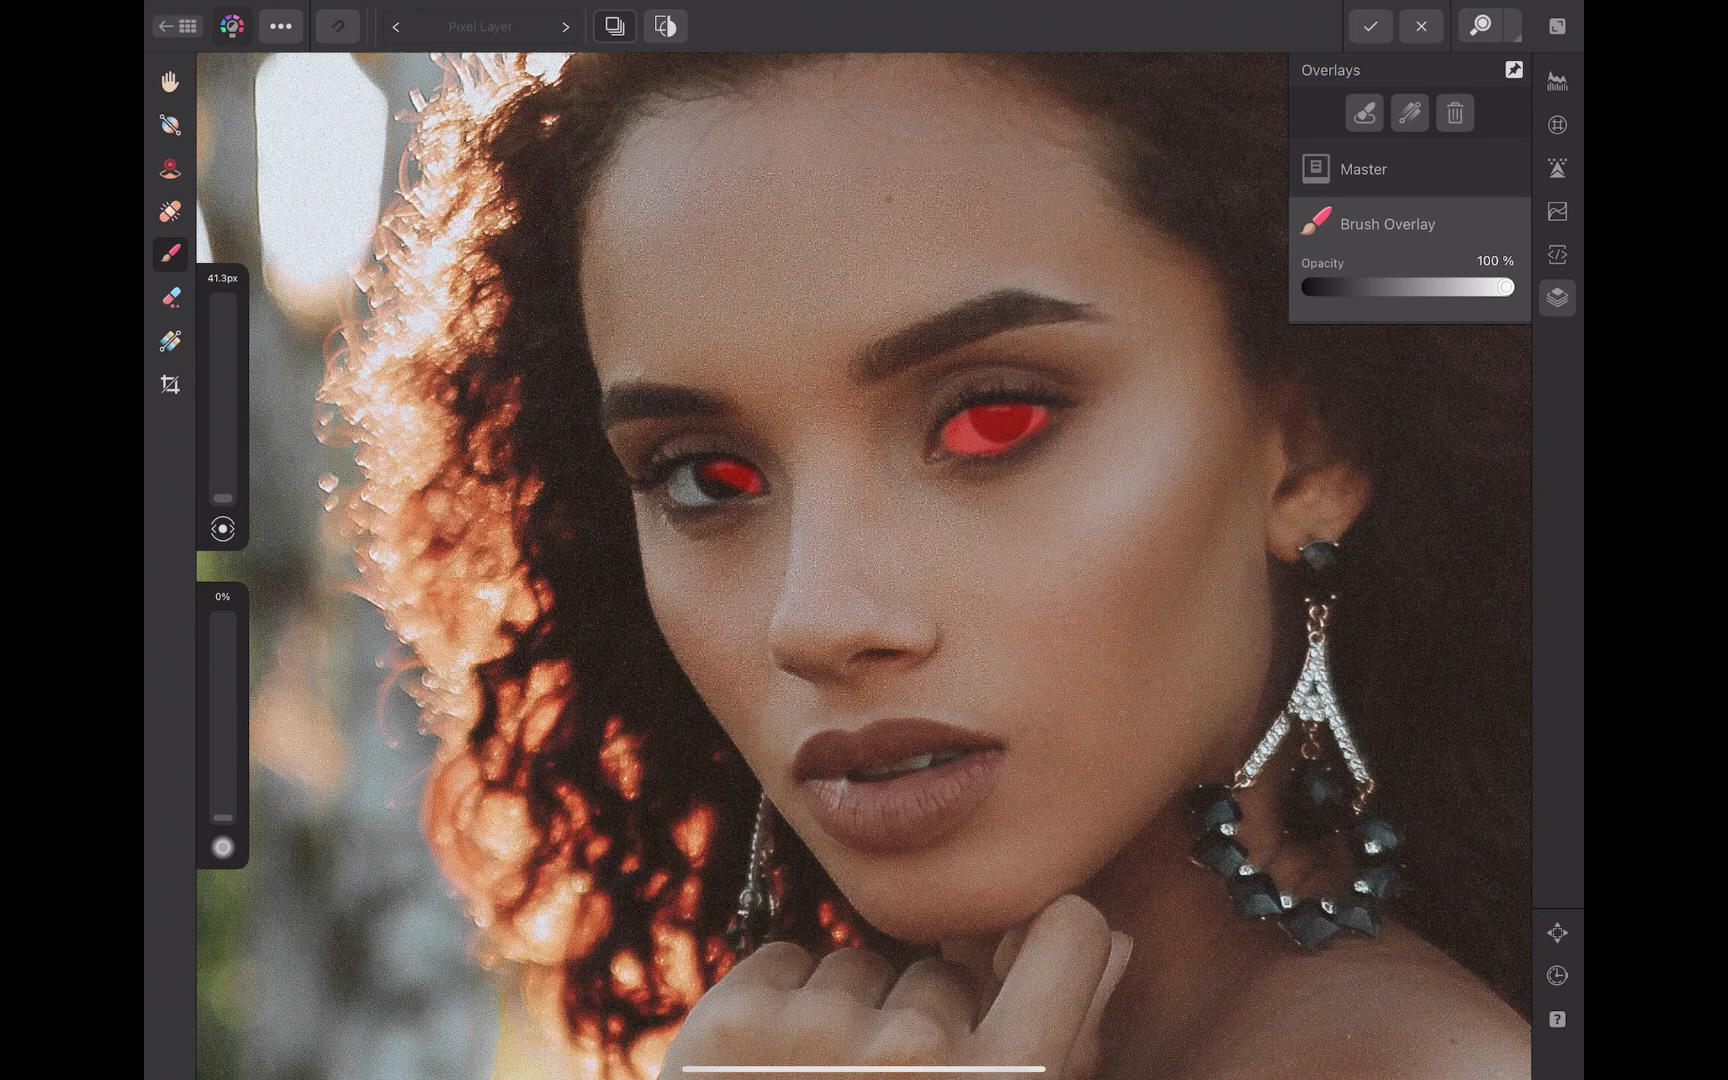 Pixel Layer
Overlays
Master
41.3px
Brush Overlay
Opacity 100 %
0%